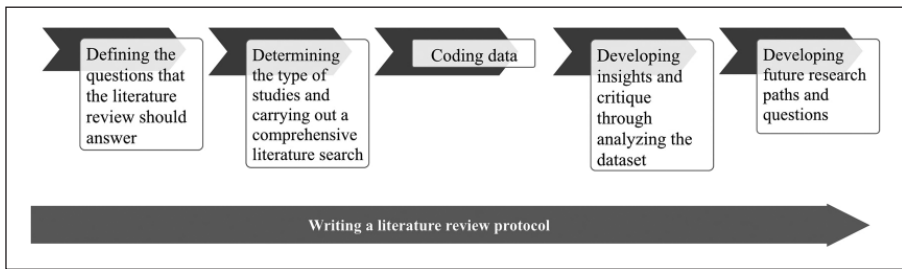 Defining the
questions that
the literature
review should
answer
Determining
the type of
studies and
carrying out a
comprehensive
literature search
Coding data
Developing
insights and
critique
through
analyzing the
dataset
Developing
future research
paths and
questions
Writing a literature review protocol